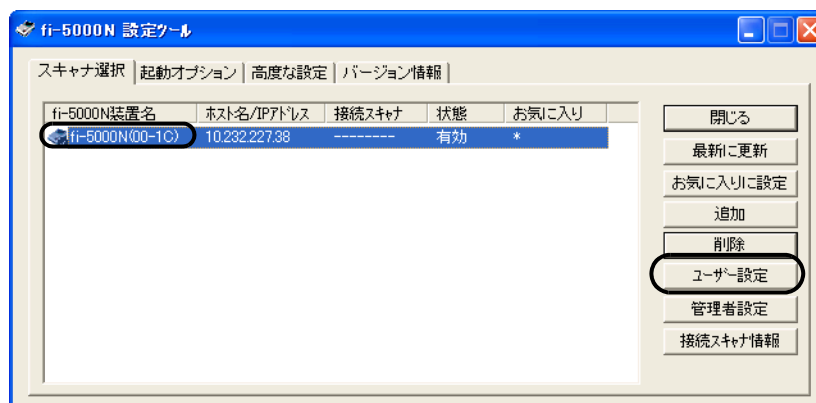 fi-5000N 設定ツール
スキャナ選択 起動オプション 高度な設定 バージョン情報
fi-5000N装置名 ホスト名/IPアドレス 接続スキャナ 状態 お気に入り
fi-5000N(00-1C) 10.232.227.38 -------- 有効 *
閉じる
最新に更新
お気に入りに設定
追加
削除
ユーザー設定
管理者設定
接続スキャナ情報